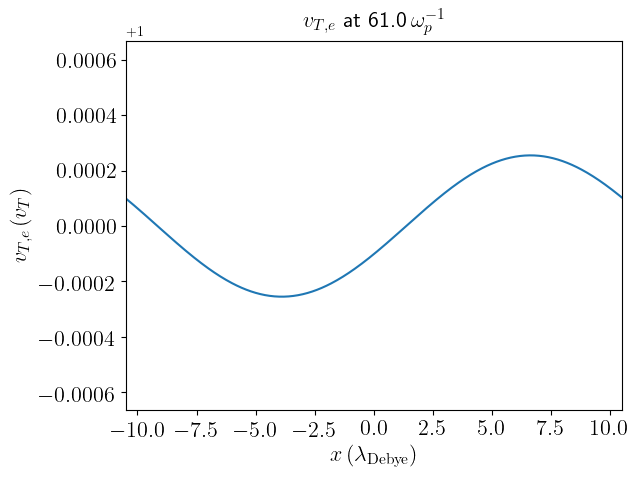 v_{T,e} at 61.0 ω_p^{-1}
+1
0.0006
0.0004
0.0002
0.0000
−0.0002
−0.0004
−0.0006
v_{T,e} (v_T)
−10.0 −7.5 −5.0 −2.5 0.0 2.5 5.0 7.5 10.0
x (λ_Debye)